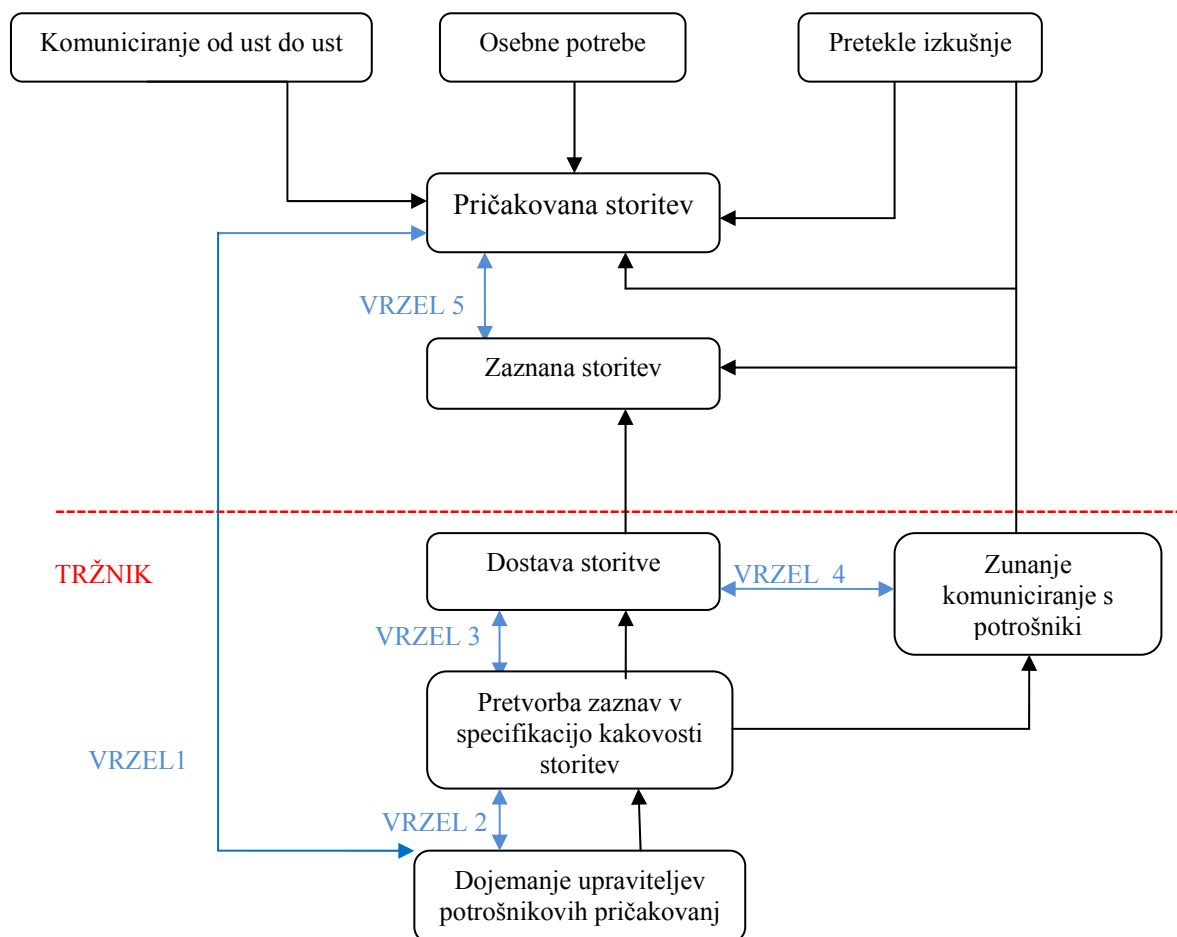 Komuniciranje od ust do ust
Osebne potrebe
Pretekle izkušnje
Pričakovana storitev
VRZEL 5
Zaznana storitev
TRŽNIK
Dostava storitve
VRZEL 4
Zunanje
komuniciranje s
potrošniki
VRZEL 3
Pretvorba zaznav v
specifikacijo kakovosti
storitev
VRZEL1
VRZEL 2
Dojemanje upraviteljev
potrošnikovih pričakovanj